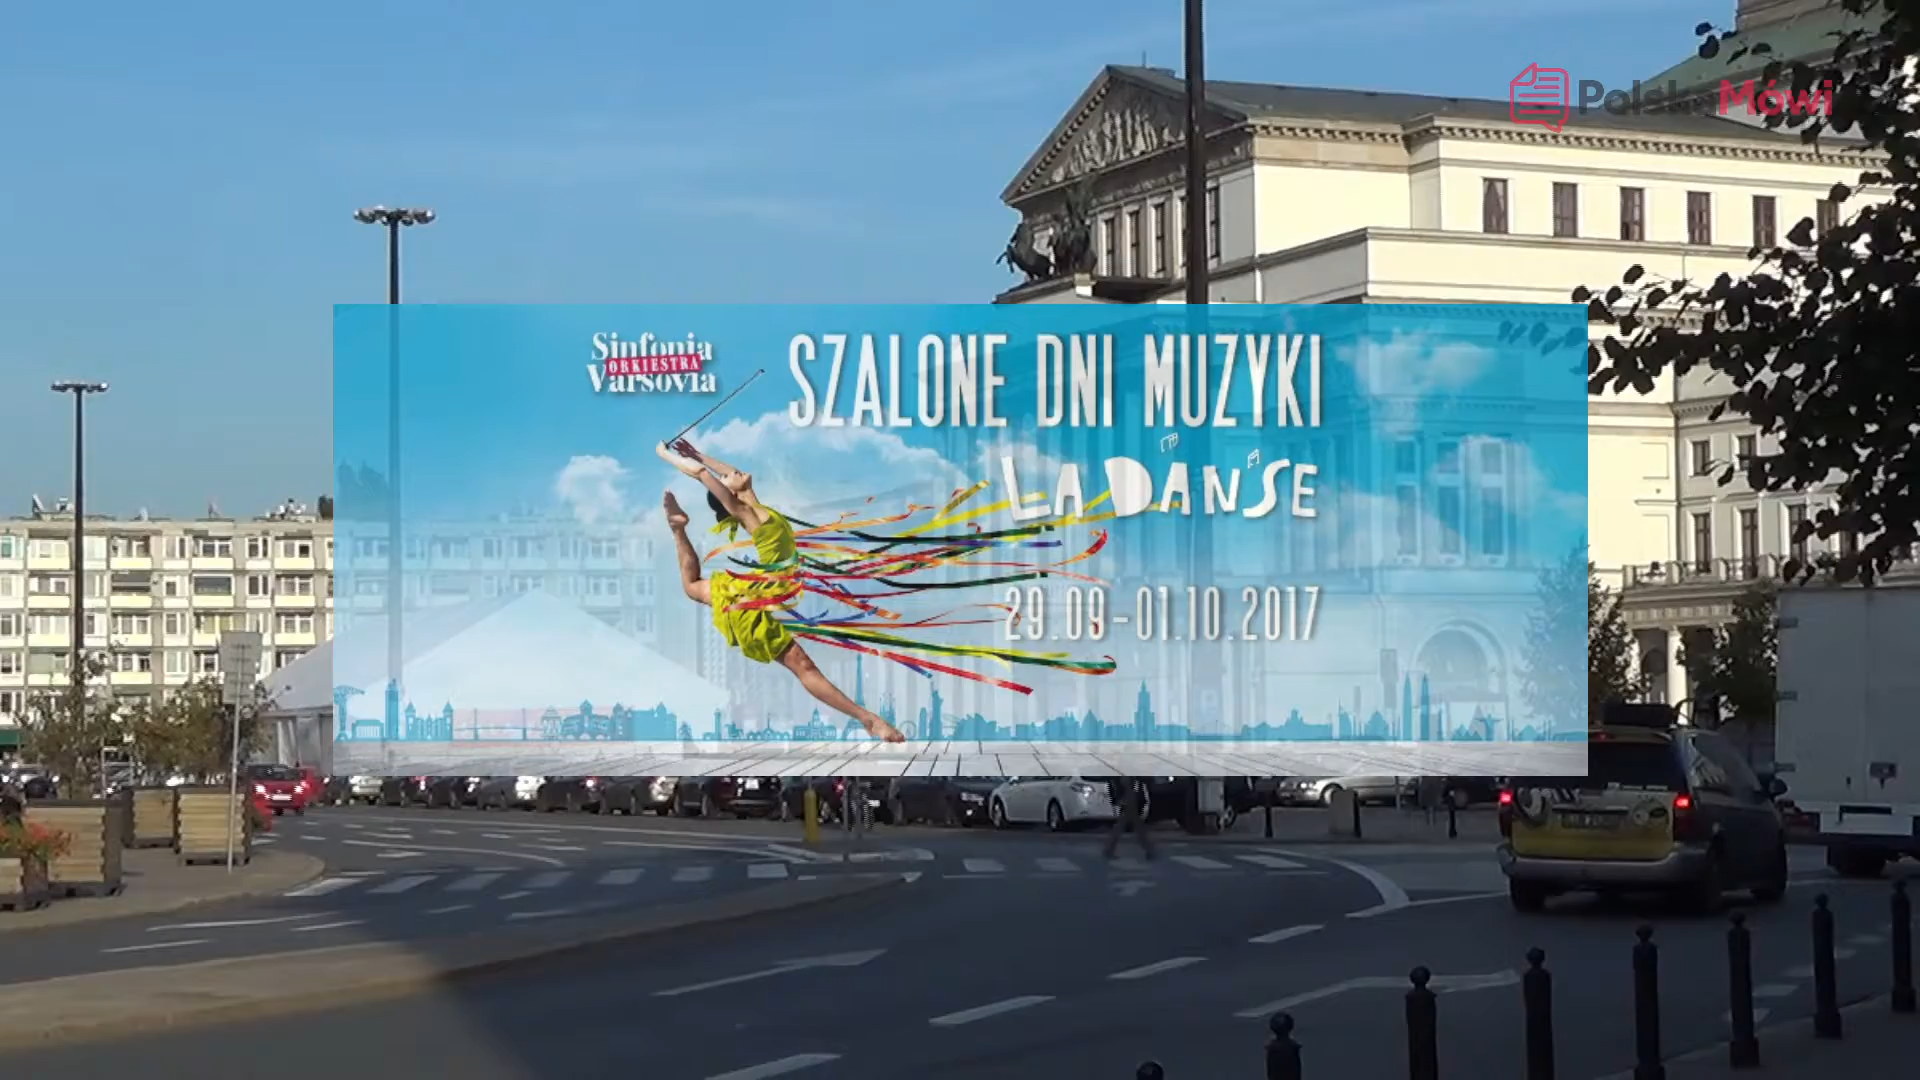 PolskaMówi
Sinfonia
ORKIESTRA
Varsovia
SZALONE DNI MUZYKI
LA DANSE
29.09-01.10.2017